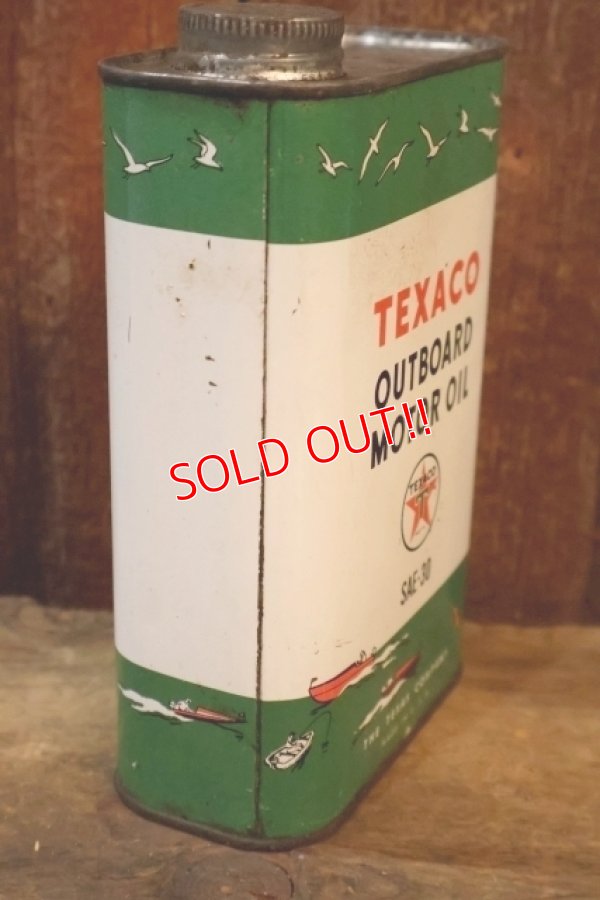 TEXACO
OUTBOARD
MOTOR OIL
SOLD OUT!!
TEXACO
T
SAE-30
THE TEXAS COMPANY